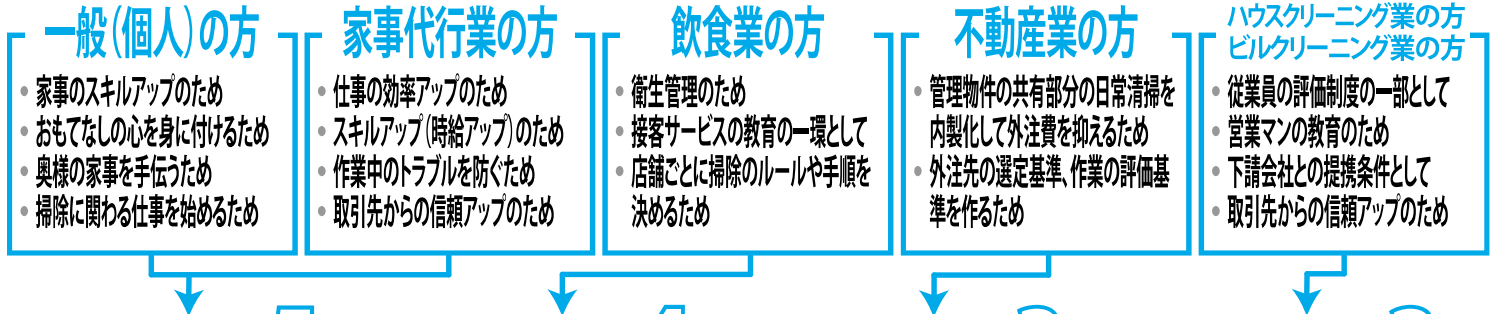 一般（個人）の方
・家事のスキルアップのため
・おもてなしの心を身に付けるため
・奥様の家事を手伝うため
・掃除に関わる仕事を始めるため
家事代行業の方
・仕事の効率アップのため
・スキルアップ（時給アップ）のため
・作業中のトラブルを防ぐため
・取引先からの信頼アップのため
飲食業の方
・衛生管理のため
・接客サービスの教育の一環として
・店舗ごとに掃除のルールや手順を
決めるため
不動産業の方
・管理物件の共有部分の日常清掃を
内製化して外注費を抑えるため
・外注先の選定基準、作業の評価基
準を作るため
ハウスクリーニング業の方
ビルクリーニング業の方
・従業員の評価制度の一部として
・営業マンの教育のため
・下請会社との提携条件として
・取引先からの信頼アップのため